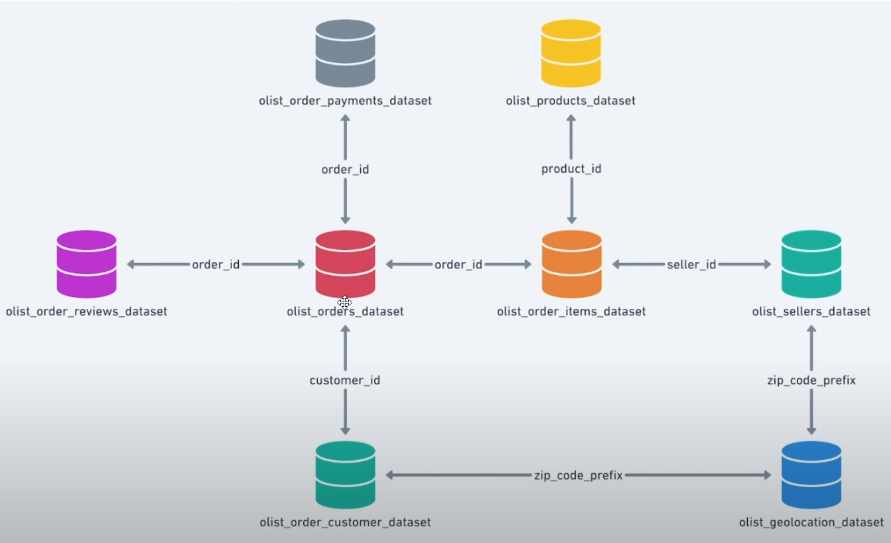 olist_order_payments_dataset
olist_products_dataset
order_id
product_id
order_id
order_id
seller_id
olist_order_reviews_dataset
olist_orders_dataset
olist_order_items_dataset
olist_sellers_dataset
customer_id
zip_code_prefix
zip_code_prefix
olist_order_customer_dataset
olist_geolocation_dataset